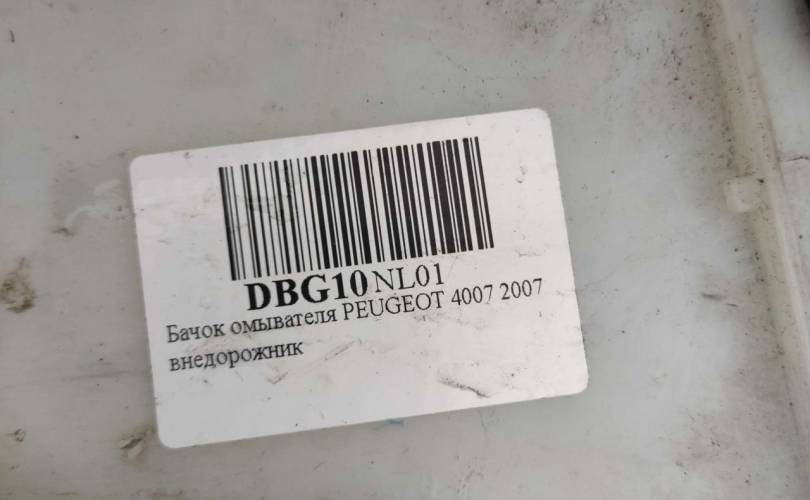 DBG10NL01
Бачок омывателя PEUGEOT 4007 2007
внедорожник